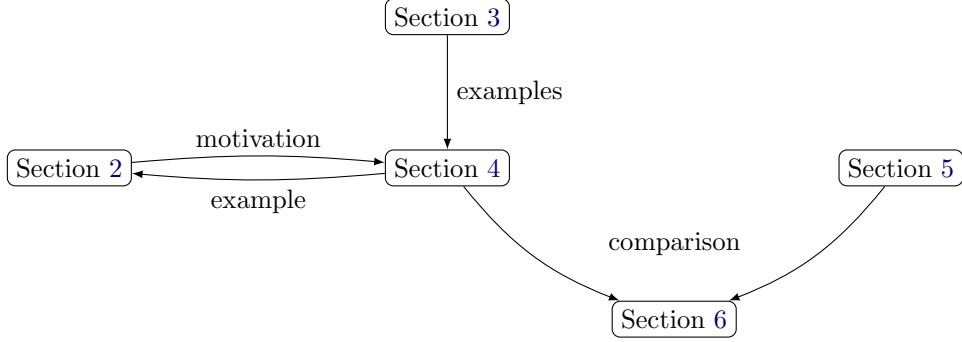 Section 3
examples
motivation
Section 2
Section 4
Section 5
example
comparison
Section 6